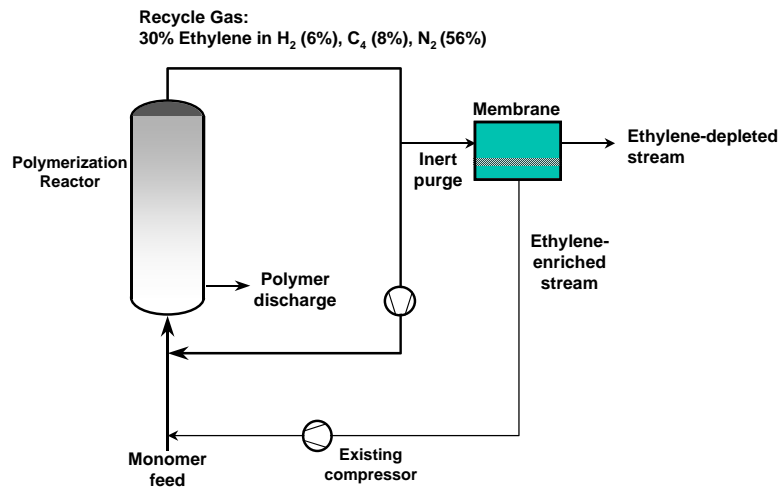 Recycle Gas:
30% Ethylene in H₂ (6%), C₄ (8%), N₂ (56%)
Membrane
Polymerization
Reactor
Inert
purge
Ethylene-depleted
stream
Ethylene-
enriched
stream
Polymer
discharge
Monomer
feed
Existing
compressor